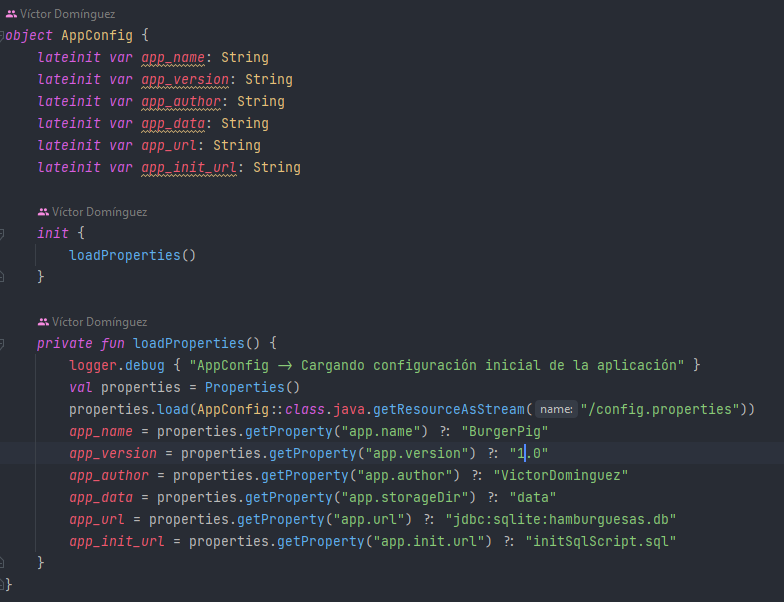 Víctor Domínguez
object AppConfig {
lateinit var app_name: String
lateinit var app_version: String
lateinit var app_author: String
lateinit var app_data: String
lateinit var app_url: String
lateinit var app_init_url: String
Víctor Domínguez
init {
loadProperties()
}
Víctor Domínguez
private fun loadProperties() {
logger.debug { "AppConfig -> Cargando configuración inicial de la aplicación" }
val properties = Properties()
properties.load(AppConfig::class.java.getResourceAsStream( name: "/config.properties"))
app_name = properties.getProperty("app.name") ?: "BurgerPig"
app_version = properties.getProperty("app.version") ?: "1.0"
app_author = properties.getProperty("app.author") ?: "VictorDominguez"
app_data = properties.getProperty("app.storageDir") ?: "data"
app_url = properties.getProperty("app.url") ?: "jdbc:sqlite:hamburguesas.db"
app_init_url = properties.getProperty("app.init.url") ?: "initSqlScript.sql"
}
}